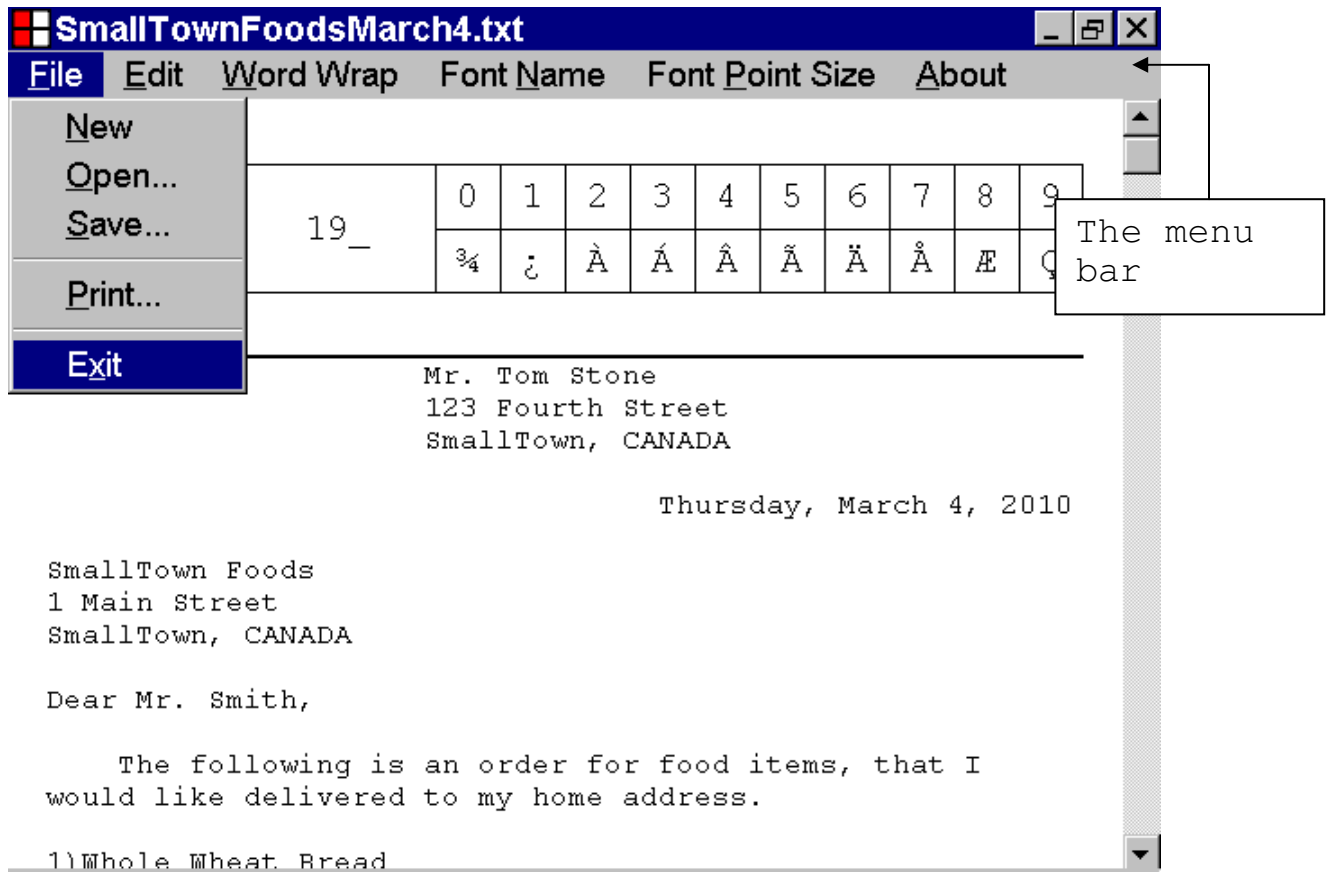 SmallTownFoodsMarch4.txt
File Edit Word Wrap Font Name Font Point Size About
New
Open...
Save...
Print...
Exit
19_
0 1 2 3 4 5 6 7 8 9
¾ ¿ À Á Â Ã Ä Å Æ Ç
The menu
bar
Mr. Tom Stone
123 Fourth Street
SmallTown, CANADA
Thursday, March 4, 2010
SmallTown Foods
1 Main Street
SmallTown, CANADA
Dear Mr. Smith,
The following is an order for food items, that I
would like delivered to my home address.
1)Whole Wheat Bread